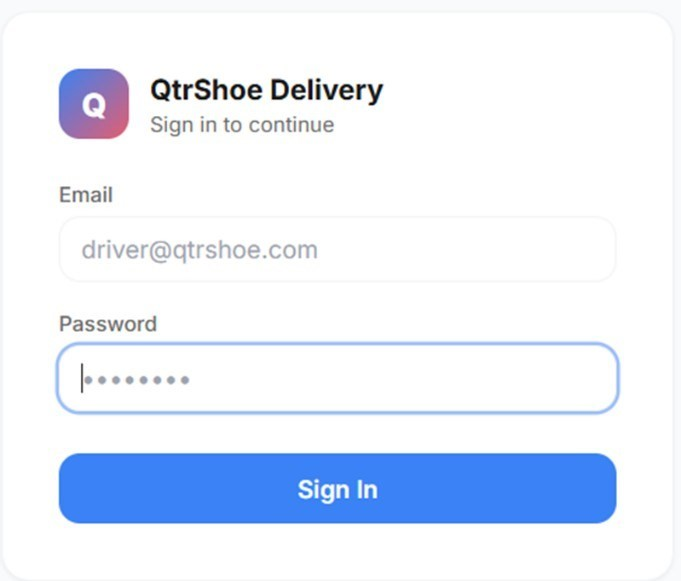 Q
QtrShoe Delivery
Sign in to continue
Email
driver@qtrshoe.com
Password
••••••••
Sign In